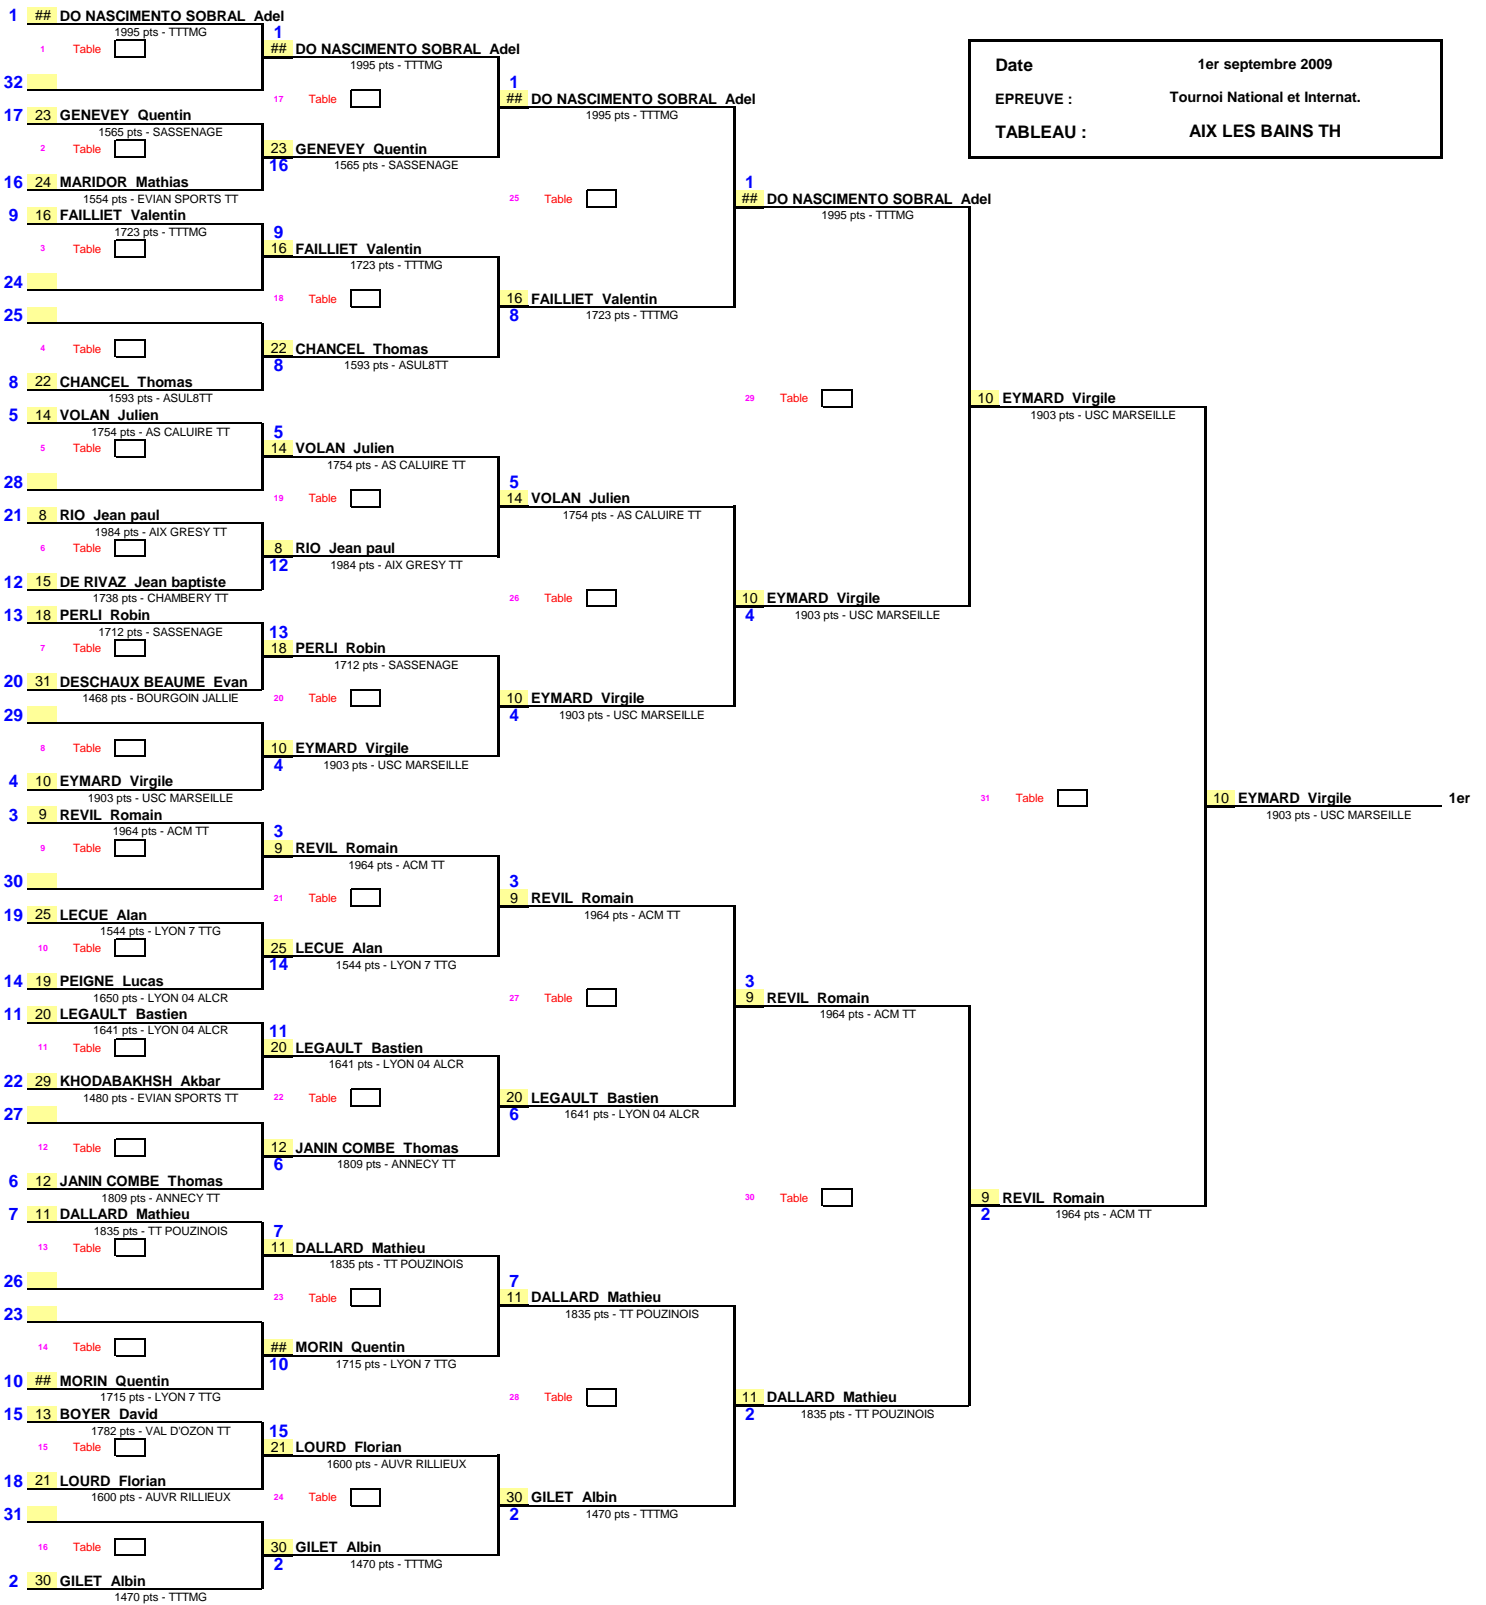 1 ## DO NASCIMENTO SOBRAL Adel
1995 pts - TTTMG
1 Table
32
17 23 GENEVEY Quentin
1565 pts - SASSENAGE
2 Table
16 24 MARIDOR Mathias
1554 pts - EVIAN SPORTS TT
9 16 FAILLIET Valentin
1723 pts - TTTMG
3 Table
24
25
4 Table
8 22 CHANCEL Thomas
1593 pts - ASUL8TT
5 14 VOLAN Julien
1754 pts - AS CALUIRE TT
5 Table
28
21 8 RIO Jean paul
1984 pts - AIX GRESY TT
6 Table
12 15 DE RIVAZ Jean baptiste
1738 pts - CHAMBERY TT
13 18 PERLI Robin
1712 pts - SASSENAGE
7 Table
20 31 DESCHAUX BEAUME Evan
1468 pts - BOURGOIN JALLIE
29
8 Table
4 10 EYMARD Virgile
1903 pts - USC MARSEILLE
3 9 REVIL Romain
1964 pts - ACM TT
9 Table
30
19 25 LECUE Alan
1544 pts - LYON 7 TTG
10 Table
14 19 PEIGNE Lucas
1650 pts - LYON 04 ALCR
11 20 LEGAULT Bastien
1641 pts - LYON 04 ALCR
11 Table
22 29 KHODABAKHSH Akbar
1480 pts - EVIAN SPORTS TT
27
12 Table
6 12 JANIN COMBE Thomas
1809 pts - ANNECY TT
7 11 DALLARD Mathieu
1835 pts - TT POUZINOIS
13 Table
26
23
14 Table
10 ## MORIN Quentin
1715 pts - LYON 7 TTG
15 13 BOYER David
1782 pts - VAL D'OZON TT
15 Table
18 21 LOURD Florian
1600 pts - AUVR RILLIEUX
31
16 Table
2 30 GILET Albin
1470 pts - TTTMG
1
## DO NASCIMENTO SOBRAL Adel
1995 pts - TTTMG
17 Table
23 GENEVEY Quentin
16
1565 pts - SASSENAGE
9
16 FAILLIET Valentin
1723 pts - TTTMG
18 Table
22 CHANCEL Thomas
8
1593 pts - ASUL8TT
5
14 VOLAN Julien
1754 pts - AS CALUIRE TT
19 Table
8 RIO Jean paul
12
1984 pts - AIX GRESY TT
13
18 PERLI Robin
1712 pts - SASSENAGE
20 Table
10 EYMARD Virgile
4
1903 pts - USC MARSEILLE
3
9 REVIL Romain
1964 pts - ACM TT
21 Table
25 LECUE Alan
14
1544 pts - LYON 7 TTG
11
20 LEGAULT Bastien
1641 pts - LYON 04 ALCR
22 Table
12 JANIN COMBE Thomas
6
1809 pts - ANNECY TT
7
11 DALLARD Mathieu
1835 pts - TT POUZINOIS
23 Table
## MORIN Quentin
10
1715 pts - LYON 7 TTG
15
21 LOURD Florian
1600 pts - AUVR RILLIEUX
24 Table
30 GILET Albin
2
1470 pts - TTTMG
1
## DO NASCIMENTO SOBRAL Adel
1995 pts - TTTMG
25 Table
16 FAILLIET Valentin
8
1723 pts - TTTMG
5
14 VOLAN Julien
1754 pts - AS CALUIRE TT
26 Table
10 EYMARD Virgile
4
1903 pts - USC MARSEILLE
3
9 REVIL Romain
1964 pts - ACM TT
27 Table
20 LEGAULT Bastien
6
1641 pts - LYON 04 ALCR
7
11 DALLARD Mathieu
1835 pts - TT POUZINOIS
28 Table
30 GILET Albin
2
1470 pts - TTTMG
1
## DO NASCIMENTO SOBRAL Adel
1995 pts - TTTMG
29 Table
10 EYMARD Virgile
4
1903 pts - USC MARSEILLE
3
9 REVIL Romain
1964 pts - ACM TT
30 Table
11 DALLARD Mathieu
2
1835 pts - TT POUZINOIS
Date 1er septembre 2009
EPREUVE : Tournoi National et Internat.
TABLEAU : AIX LES BAINS TH
10 EYMARD Virgile
1903 pts - USC MARSEILLE
31 Table
9 REVIL Romain
2
1964 pts - ACM TT
10 EYMARD Virgile 1er
1903 pts - USC MARSEILLE